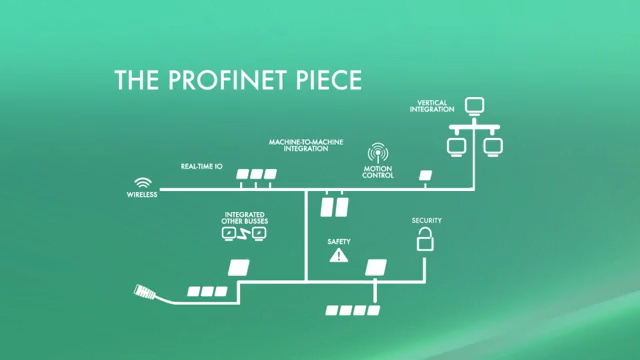 THE PROFINET PIECE
VERTICAL
INTEGRATION
MACHINE-TO-MACHINE
INTEGRATION
REAL-TIME IO
MOTION
CONTROL
WIRELESS
INTEGRATED
OTHER BUSSES
SECURITY
SAFETY